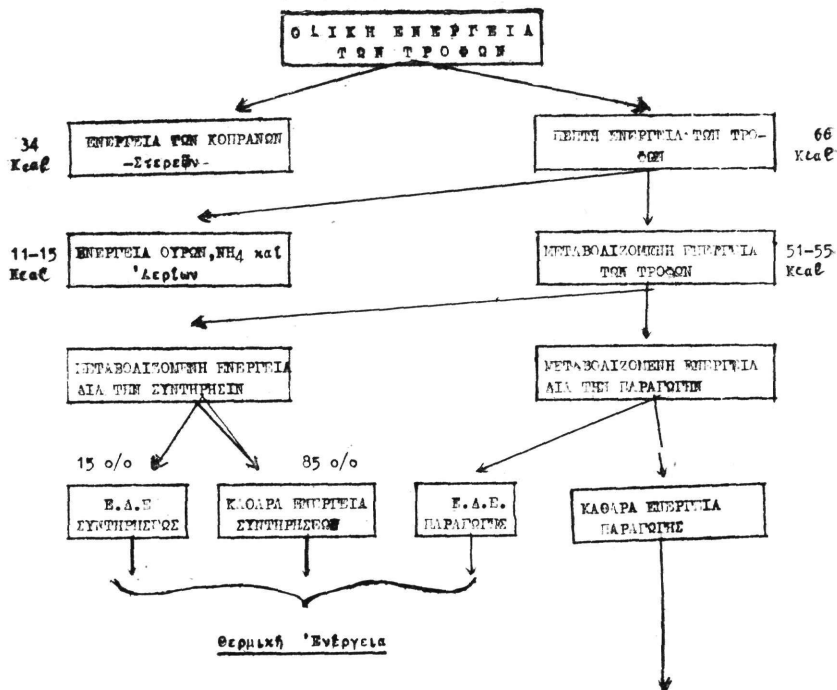 ΟΛΙΚΗ ΕΝΕΡΓΕΙΑ
ΤΩΝ ΤΡΟΦΩΝ
34
Kcal
ΕΝΕΡΓΕΙΑ ΤΩΝ ΚΟΠΡΑΝΩΝ
-Στερεῶν-
ΠΕΠΤΗ ΕΝΕΡΓΕΙΑ ΤΩΝ ΤΡΟ-
ΦΩΝ
66
Kcal
11-15
Kcal
ΕΝΕΡΓΕΙΑ ΟΥΡΩΝ, NH4 καί
'Αερίων
ΜΕΤΑΒΟΛΙΖΟΜΕΝΗ ΕΝΕΡΓΕΙΑ
ΤΩΝ ΤΡΟΦΩΝ
51-55
Kcal
ΜΕΤΑΒΟΛΙΖΟΜΕΝΗ ΕΝΕΡΓΕΙΑ
ΔΙΑ ΤΗΝ ΣΥΝΤΗΡΗΣΙΝ
ΜΕΤΑΒΟΛΙΖΟΜΕΝΗ ΕΝΕΡΓΕΙΑ
ΔΙΑ ΤΗΝ ΠΑΡΑΓΩΓΗΝ
15 ο/ο
85 ο/ο
Ε.Δ.Ε
ΣΥΝΤΗΡΗΣΕΩΣ
ΚΑΘΑΡΑ ΕΝΕΡΓΕΙΑ
ΣΥΝΤΗΡΗΣΕΩΣ
Ε.Δ.Ε.
ΠΑΡΑΓΩΓΗΣ
ΚΑΘΑΡΑ ΕΝΕΡΓΕΙΑ
ΠΑΡΑΓΩΓΗΣ
Θερμική 'Ενέργεια